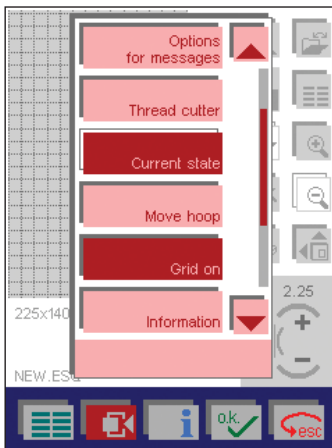 Options
for messages
Thread cutter
Current state
Move hoop
Grid on
Information
2.25
225x140
NEW.ES
i
o.k.
esc